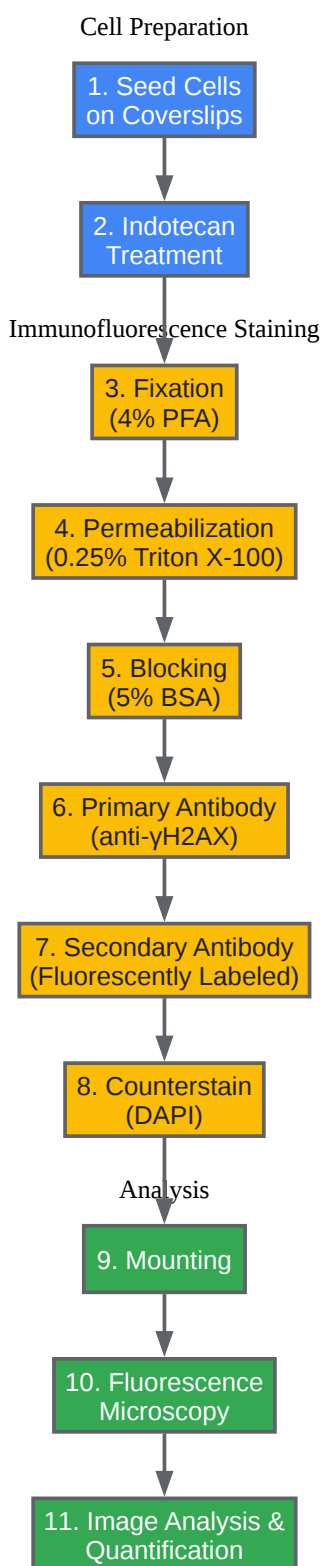 Cell Preparation
1. Seed Cells
on Coverslips
2. Indotecan
Treatment
Immunofluorescence Staining
3. Fixation
(4% PFA)
4. Permeabilization
(0.25% Triton X-100)
5. Blocking
(5% BSA)
6. Primary Antibody
(anti-γH2AX)
7. Secondary Antibody
(Fluorescently Labeled)
8. Counterstain
(DAPI)
Analysis
9. Mounting
10. Fluorescence
Microscopy
11. Image Analysis &
Quantification